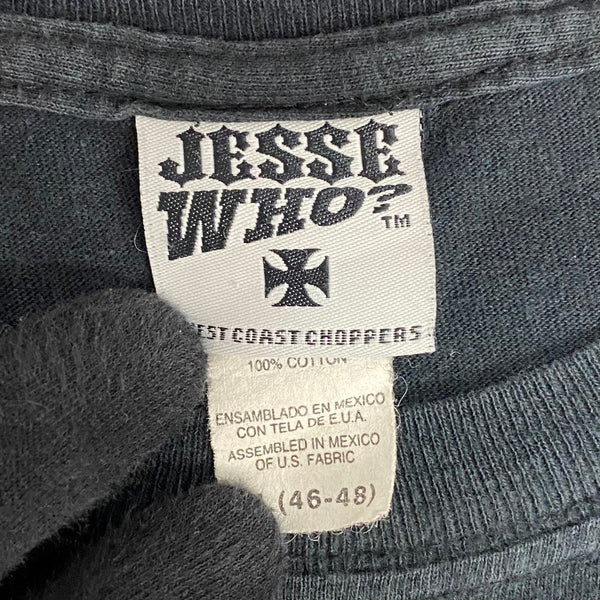 JESSE
WHO?
TM
EST COAST CHOPPERS
100% COTTON
ENSAMBLADO EN MEXICO
CON TELA DE E.U.A.
ASSEMBLED IN MEXICO
OF U.S. FABRIC
(46-48)